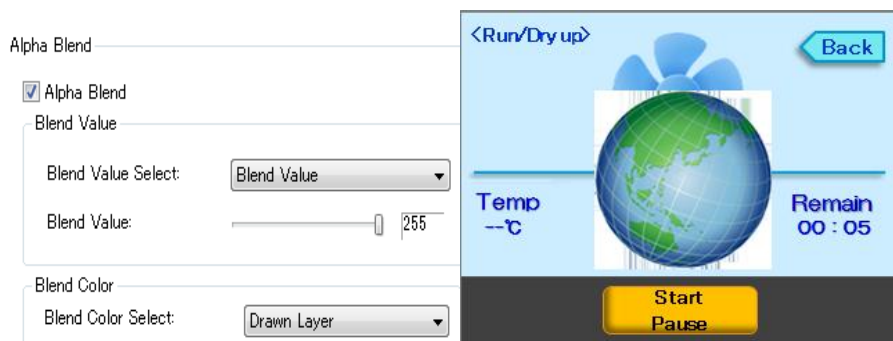 Alpha Blend
Alpha Blend
Blend Value
Blend Value Select:
Blend Value
Blend Value:
255
Blend Color
Blend Color Select:
Drawn Layer
<Run/Dry up>
Back
Temp
--℃
Remain
00 : 05
Start
Pause